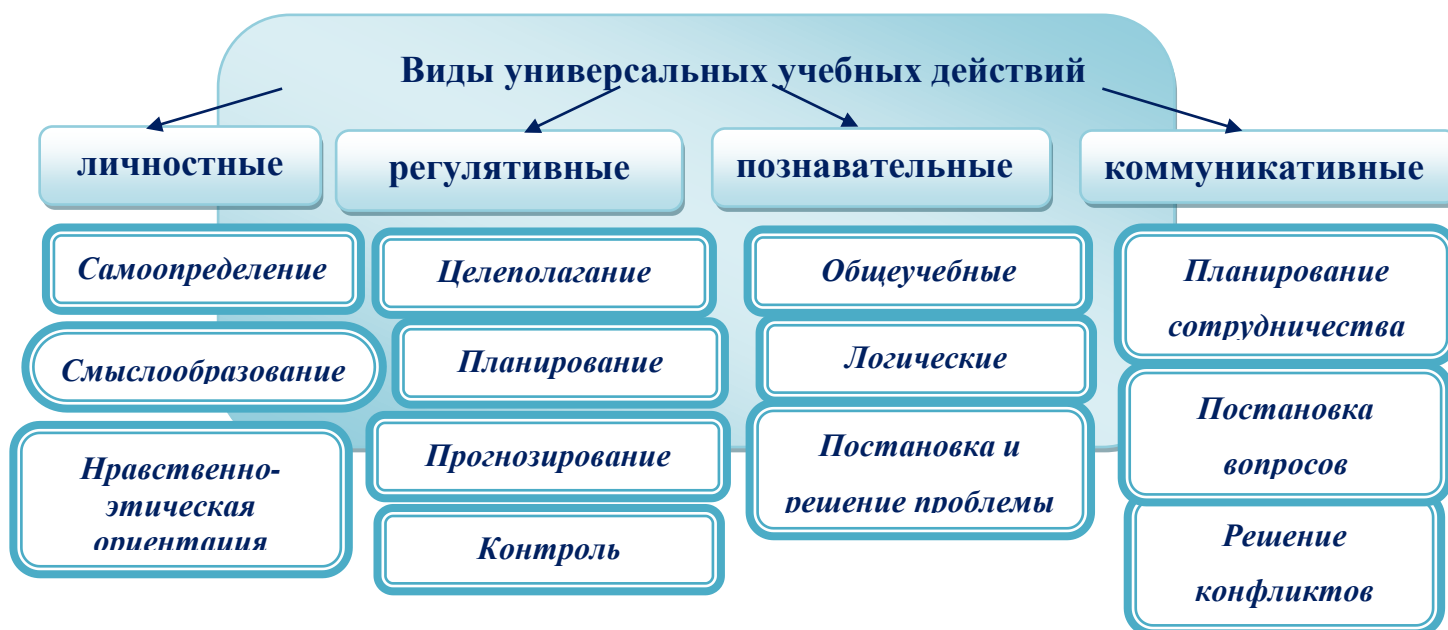 Виды универсальных учебных действий
личностные
регулятивные
познавательные
коммуникативные
Самоопределение
Смыслообразование
Нравственно-
этическая
ориентация
Целеполагание
Планирование
Прогнозирование
Контроль
Общеучебные
Логические
Постановка и
решение проблемы
Планирование
сотрудничества
Постановка
вопросов
Решение
конфликтов